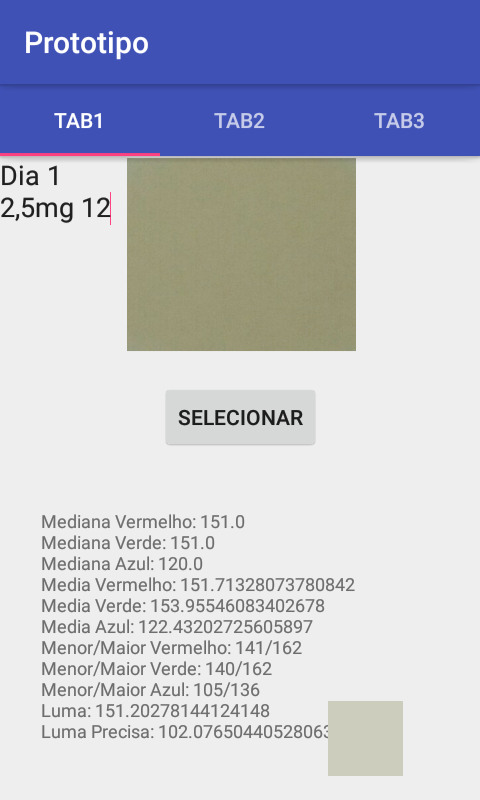 Prototipo
TAB1 TAB2 TAB3
Dia 1
2,5mg 12
SELECIONAR
Mediana Vermelho: 151.0
Mediana Verde: 151.0
Mediana Azul: 120.0
Media Vermelho: 151.71328073780842
Media Verde: 153.95546083402678
Media Azul: 122.43202725605897
Menor/Maior Vermelho: 141/162
Menor/Maior Verde: 140/162
Menor/Maior Azul: 105/136
Luma: 151.20278144124148
Luma Precisa: 102.07650440528063